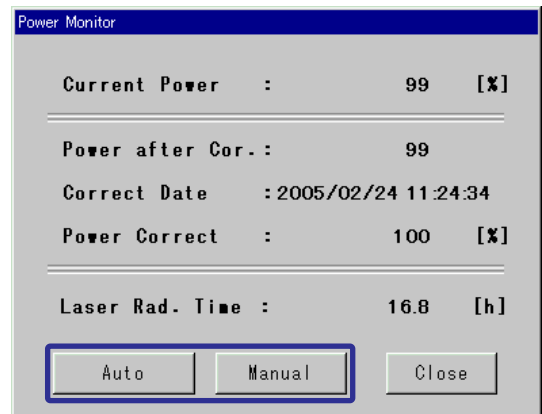 Power Monitor
Current Power : 99 [%]
Power after Cor. : 99
Correct Date : 2005/02/24 11:24:34
Power Correct : 100 [%]
Laser Rad. Time : 16.8 [h]
Auto Manual Close